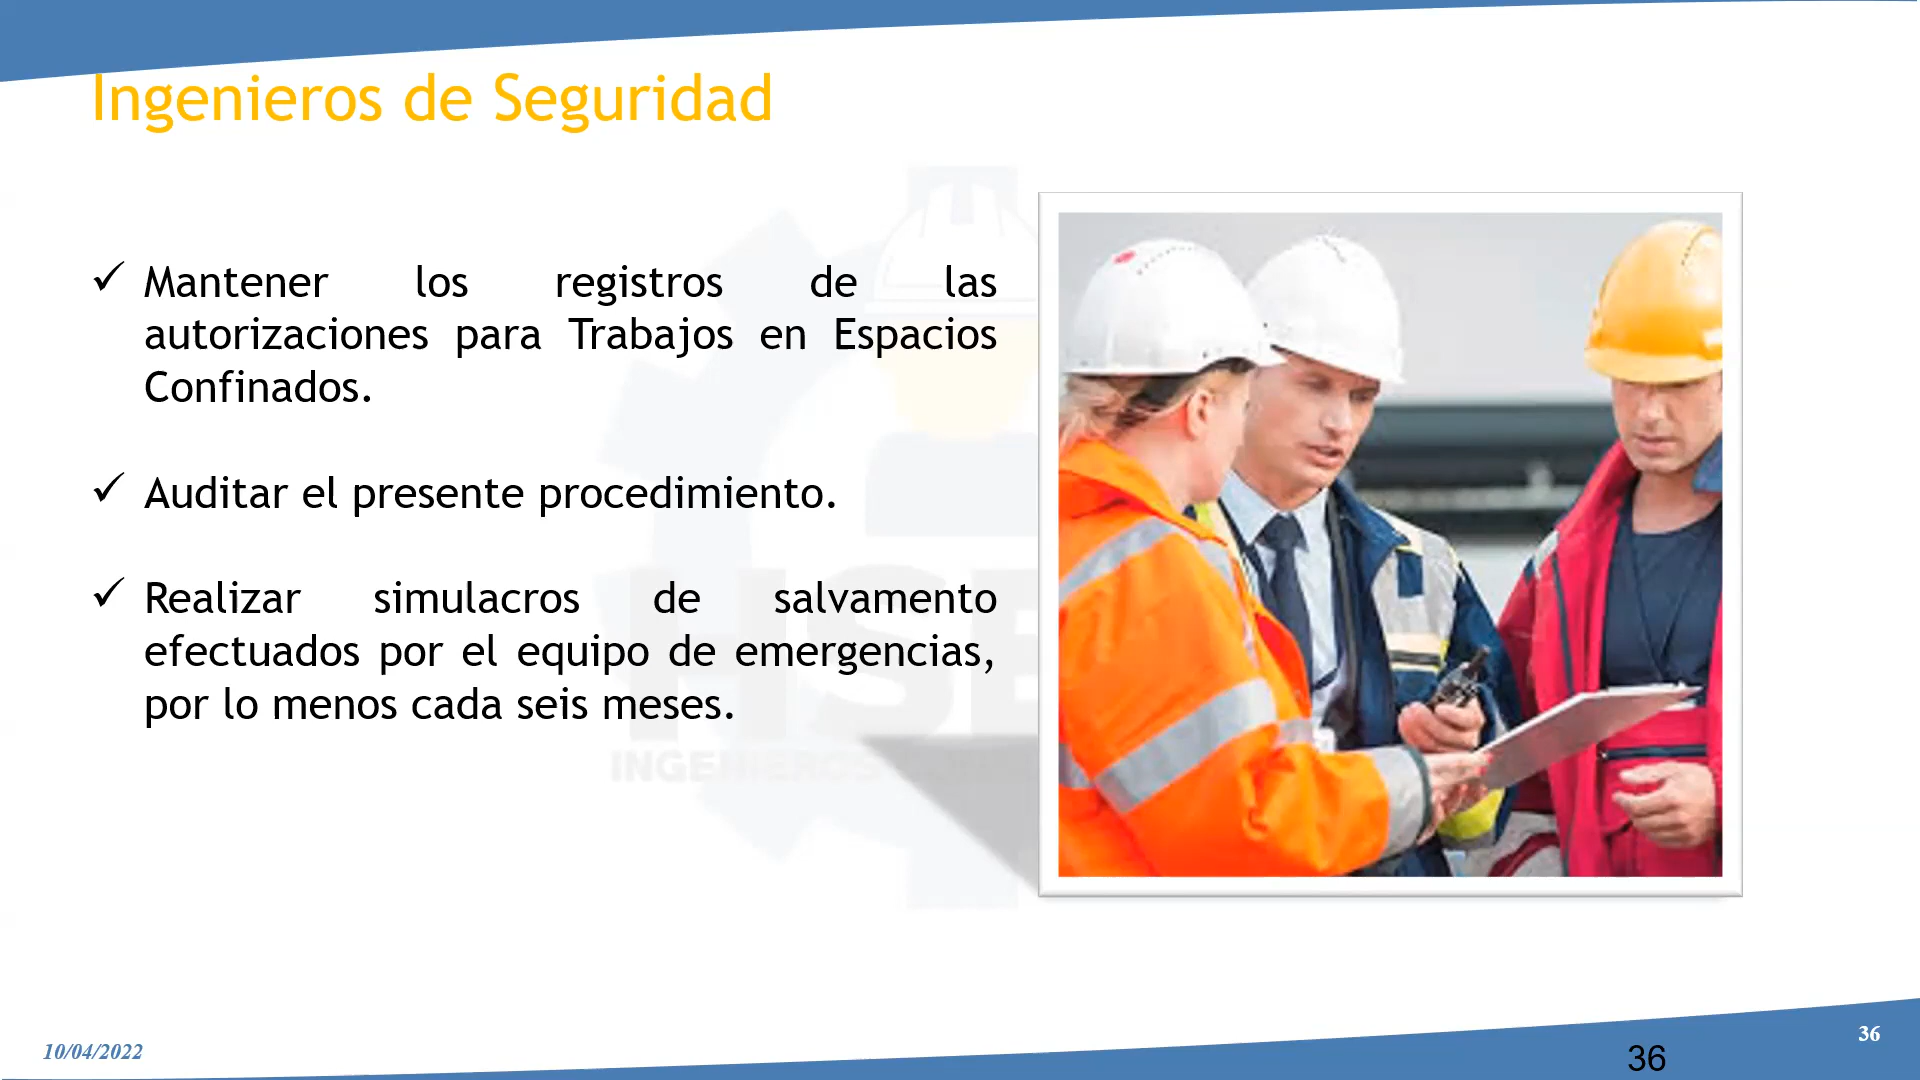 Ingenieros de Seguridad
✓ Mantener los registros de las
autorizaciones para Trabajos en Espacios
Confinados.
✓ Auditar el presente procedimiento.
✓ Realizar simulacros de salvamento
efectuados por el equipo de emergencias,
por lo menos cada seis meses.
HSE
INGENIEROS
10/04/2022
36
36